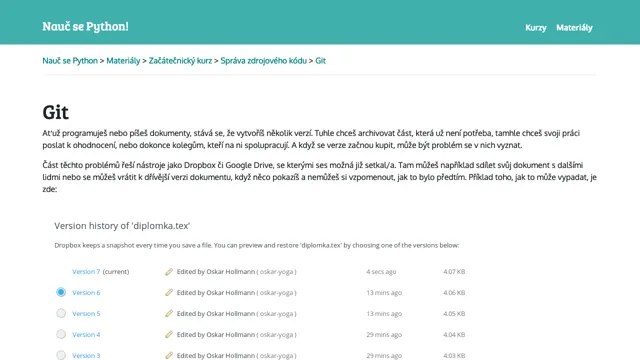 Nauč se Python!
Kurzy Materiály
Nauč se Python > Materiály > Začátečnický kurz > Správa zdrojového kódu > Git
Git
Ať už programuješ nebo píšeš dokumenty, stává se, že vytvoříš několik verzí. Tuhle chceš archivovat část, která už není potřeba, tamhle chceš svoji práci
poslat k ohodnocení, nebo dokonce kolegům, kteří na ni spolupracují. A když se verze začnou kupit, může být problém se v nich vyznat.
Část těchto problémů řeší nástroje jako Dropbox či Google Drive, se kterými ses možná již setkal/a. Tam můžeš například sdílet svůj dokument s dalšími
lidmi nebo se můžeš vrátit k dřívější verzi dokumentu, když něco pokazíš a nemůžeš si vzpomenout, jak to bylo předtím. Příklad toho, jak to může vypadat, je
zde:
Version history of 'diplomka.tex'
Dropbox keeps a snapshot every time you save a file. You can preview and restore 'diplomka.tex' by choosing one of the versions below:
Version 7 (current) Edited by Oskar Hollmann ( oskar-yoga ) 4 secs ago 4.07 KB
Version 6 Edited by Oskar Hollmann ( oskar-yoga ) 13 mins ago 4.06 KB
Version 5 Edited by Oskar Hollmann ( oskar-yoga ) 13 mins ago 4.05 KB
Version 4 Edited by Oskar Hollmann ( oskar-yoga ) 29 mins ago 4.04 KB
Version 3 Edited by Oskar Hollmann ( oskar-yoga ) 29 mins ago 4.03 KB